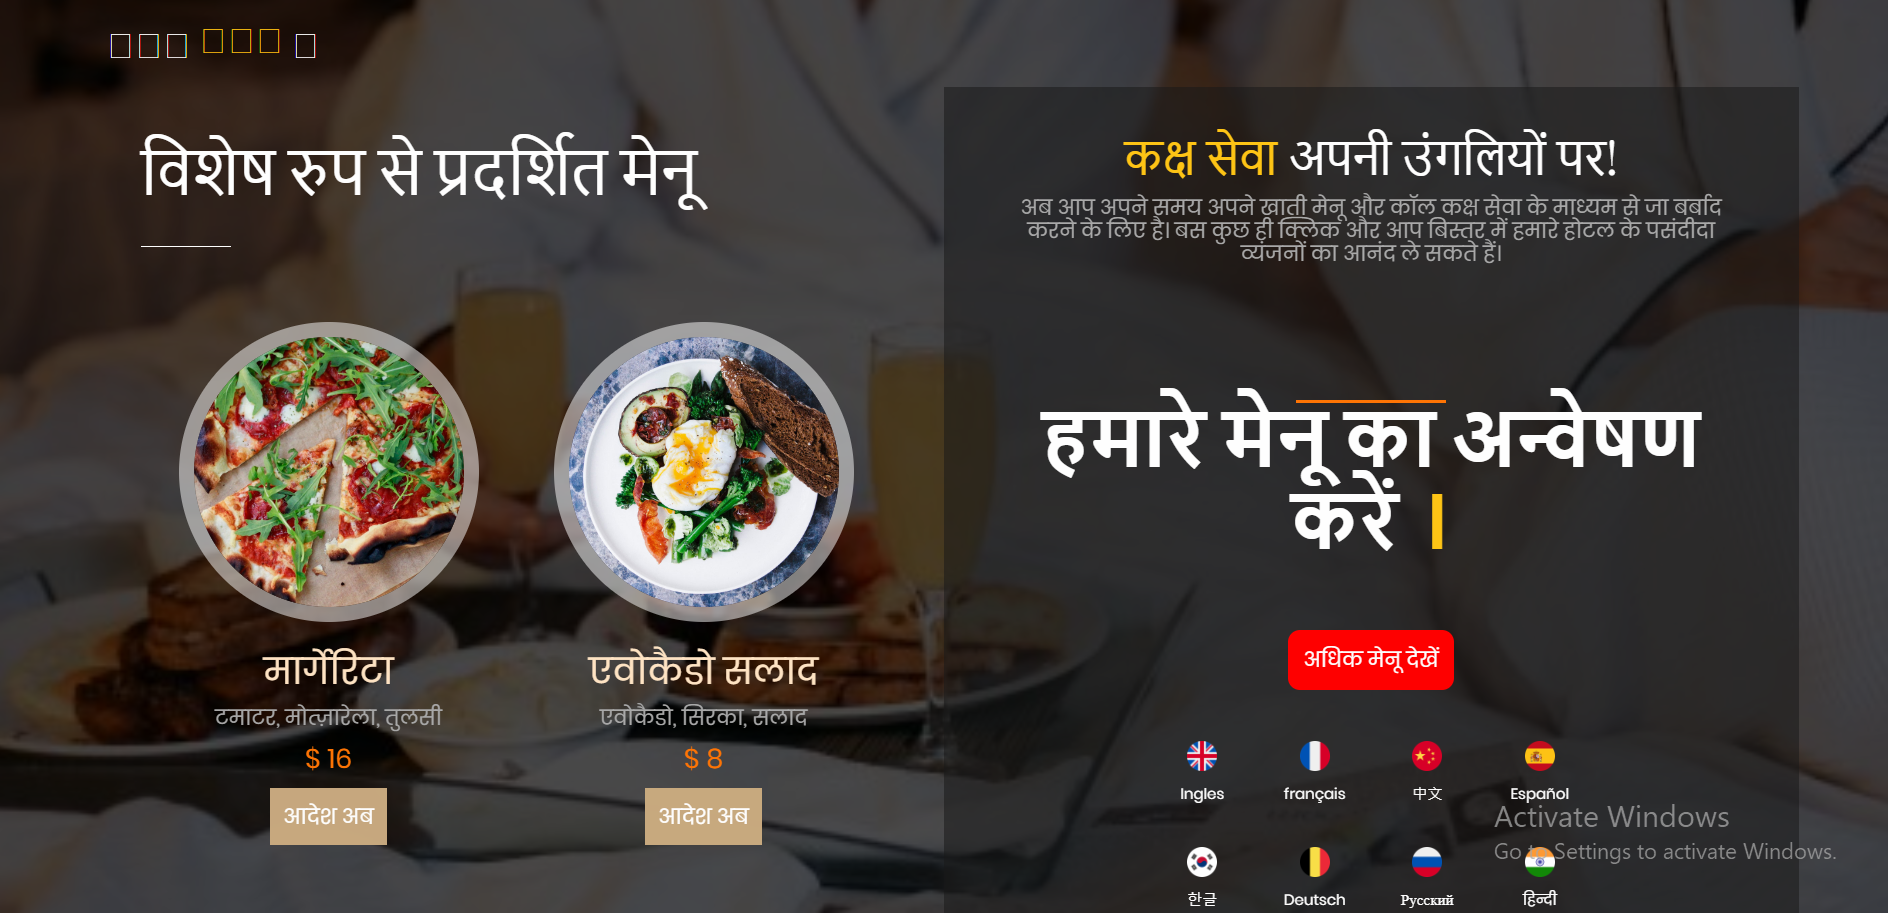 विशेष रुप से प्रदर्शित मेनू
मार्गेरिटा
टमाटर, मोत्ज़ारेला, तुलसी
$ 16
आदेश अब
एवोकैडो सलाद
एवोकैडो, सिरका, सलाद
$ 8
आदेश अब
कक्ष सेवा अपनी उंगलियों पर!
अब आप अपने समय अपने खाती मेनू और कॉल कक्ष सेवा के माध्यम से जा बर्बाद
करने के लिए है। बस कुछ ही क्लिक और आप बिस्तर में हमारे होटल के पसंदीदा
व्यंजनों का आनंद ले सकते हैं।
हमारे मेनू का अन्वेषण
करें ।
अधिक मेनू देखें
Ingles
français
中文
Español
한글
Deutsch
Русский
हिन्दी
Activate Windows
Go to Settings to activate Windows.